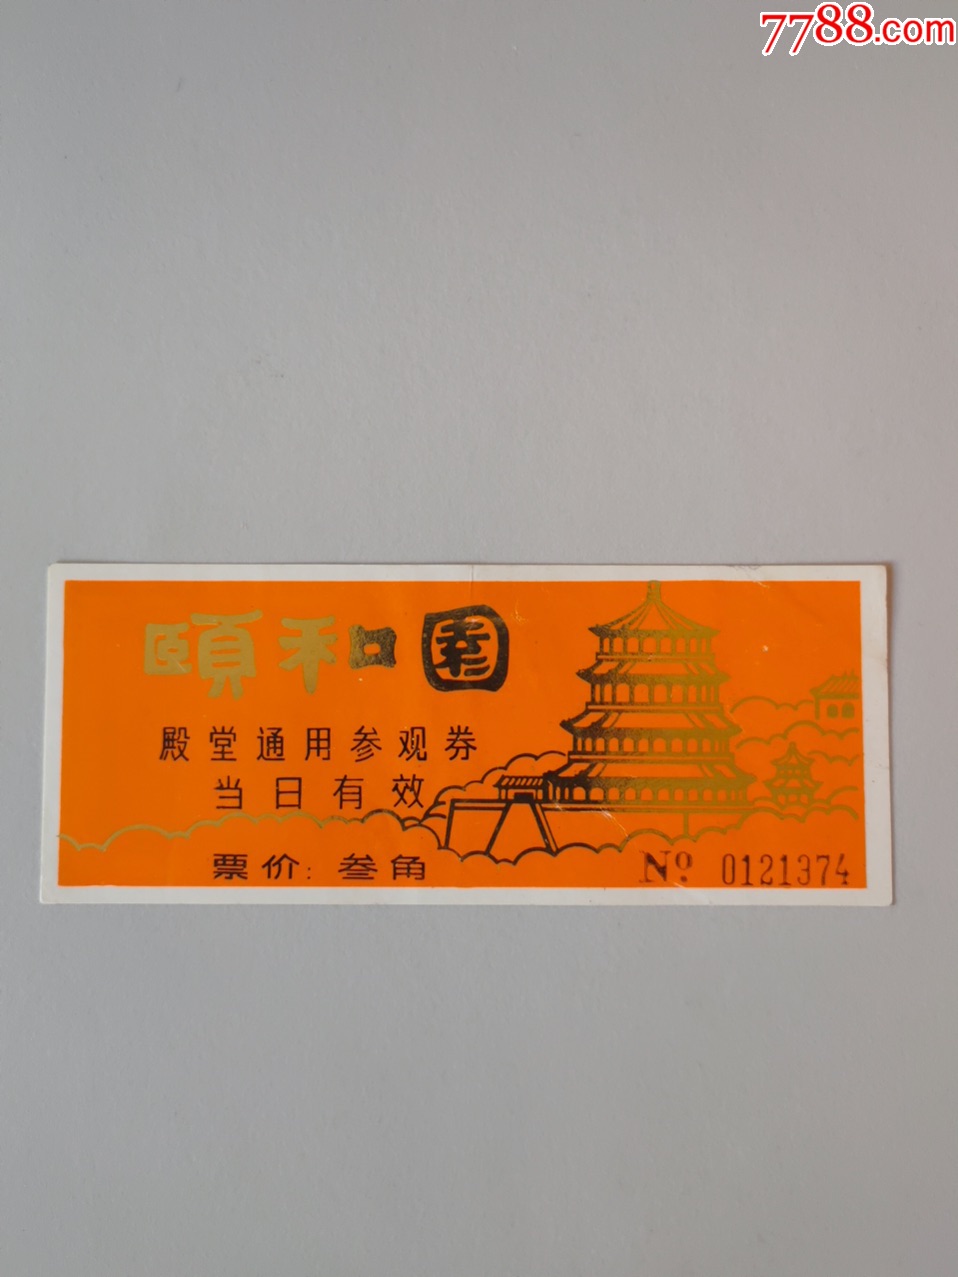 7788.com
頤和園
殿堂通用参观券
当日有效
票价：叁角
Nº 0121374